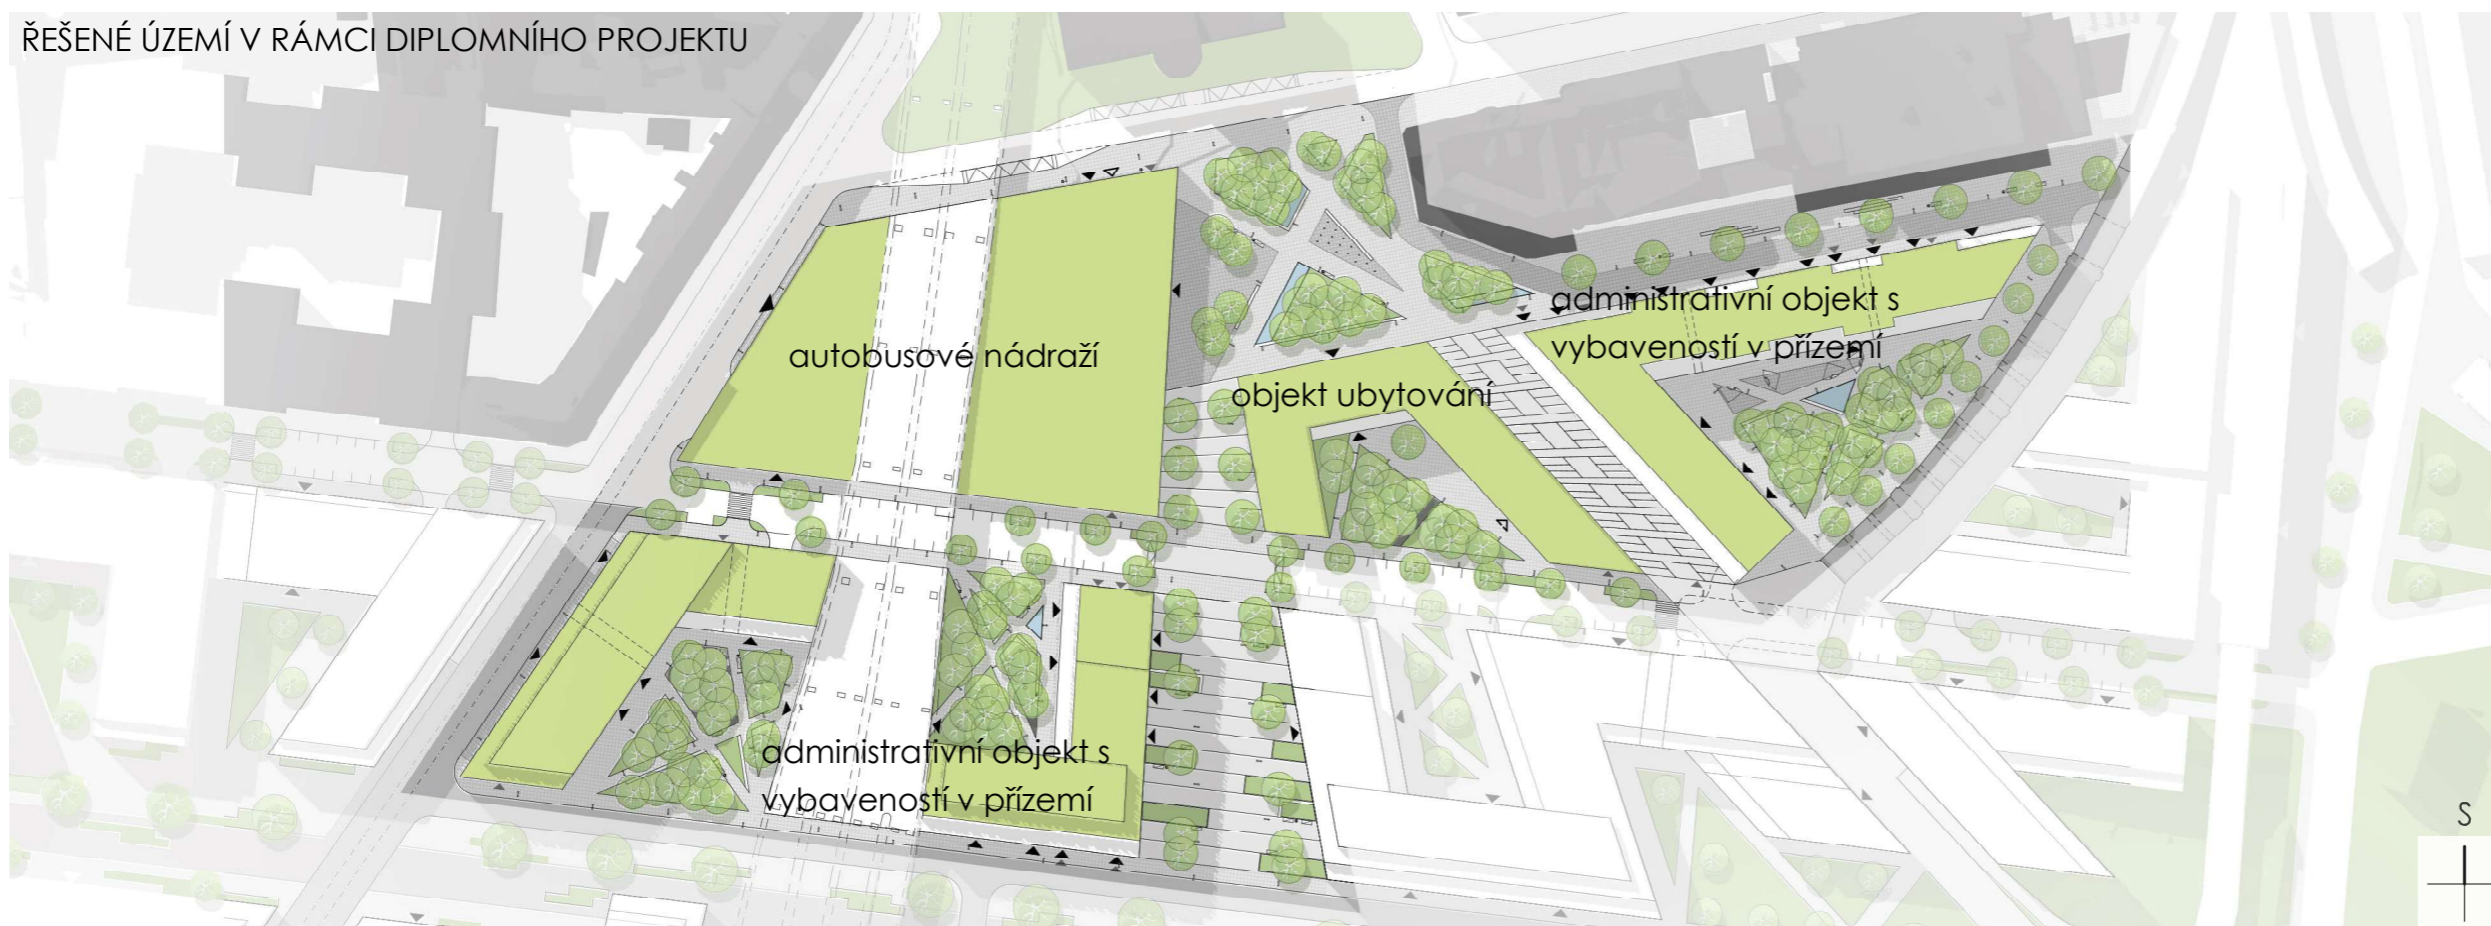 ŘEŠENÉ ÚZEMÍ V RÁMCI DIPLOMNÍHO PROJEKTU
administrativní objekt s
vybaveností v přízemí
autobusové nádraží
objekt ubytování
administrativní objekt s
vybaveností v přízemí
S